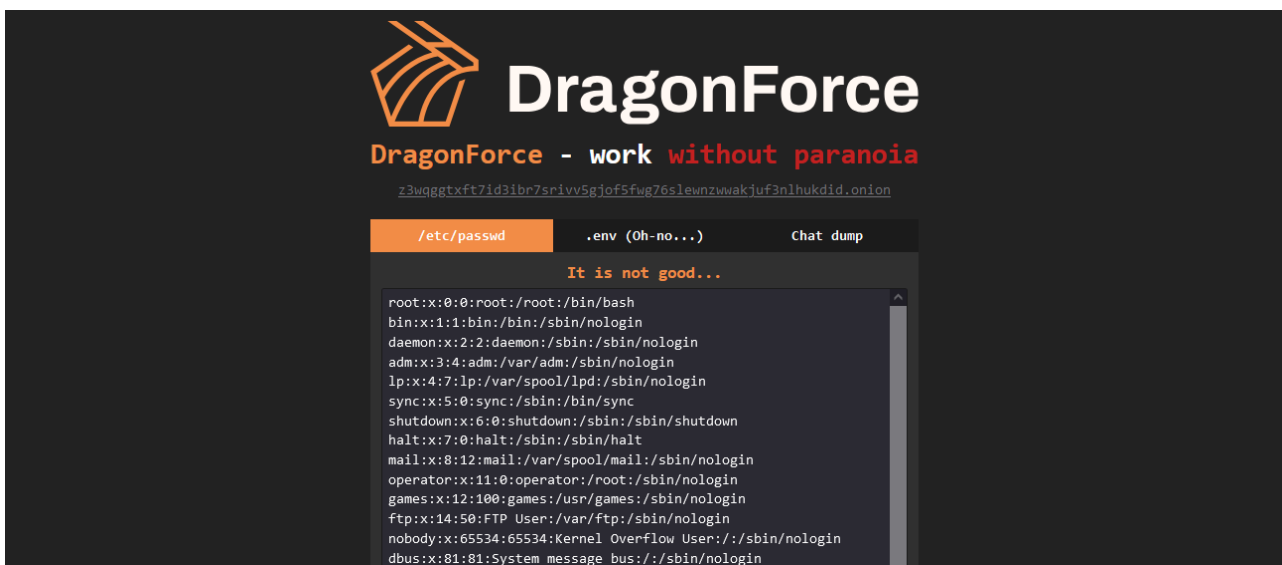 DragonForce
DragonForce - work without paranoia
z3wqggtxft7id3ibr7srivv5gjof5fwg76slewnzwwakjuf3nlhukdid.onion
/etc/passwd .env (Oh-no...) Chat dump
It is not good...
root:x:0:0:root:/root:/bin/bash
bin:x:1:1:bin:/bin:/sbin/nologin
daemon:x:2:2:daemon:/sbin:/sbin/nologin
adm:x:3:4:adm:/var/adm:/sbin/nologin
lp:x:4:7:lp:/var/spool/lpd:/sbin/nologin
sync:x:5:0:sync:/sbin:/bin/sync
shutdown:x:6:0:shutdown:/sbin:/sbin/shutdown
halt:x:7:0:halt:/sbin:/sbin/halt
mail:x:8:12:mail:/var/spool/mail:/sbin/nologin
operator:x:11:0:operator:/root:/sbin/nologin
games:x:12:100:games:/usr/games:/sbin/nologin
ftp:x:14:50:FTP User:/var/ftp:/sbin/nologin
nobody:x:65534:65534:Kernel Overflow User:/:/sbin/nologin
dbus:x:81:81:System message bus:/:/sbin/nologin